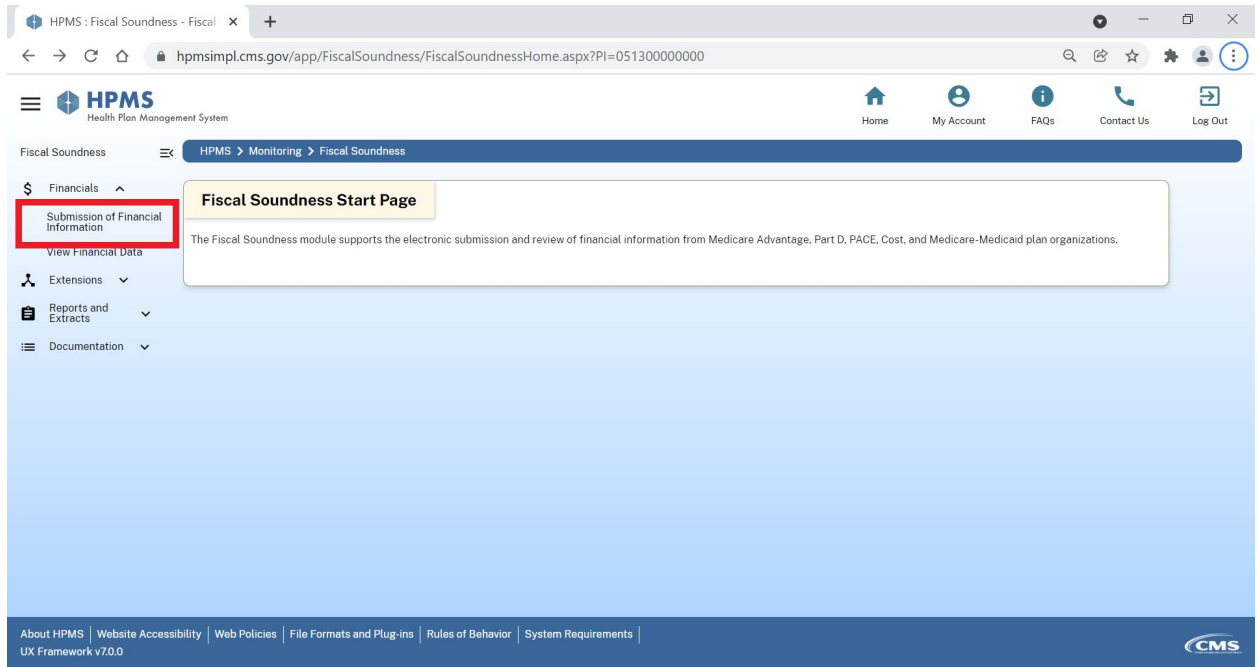 HPMS : Fiscal Soundness - Fiscal
hpmsimpl.cms.gov/app/FiscalSoundness/FiscalSoundnessHome.aspx?PI=051300000000
HPMS
Health Plan Management System
Home
My Account
FAQs
Contact Us
Log Out
Fiscal Soundness
HPMS > Monitoring > Fiscal Soundness
Financials
Submission of Financial
Information
View Financial Data
Extensions
Reports and
Extracts
Documentation
Fiscal Soundness Start Page
The Fiscal Soundness module supports the electronic submission and review of financial information from Medicare Advantage, Part D, PACE, Cost, and Medicare-Medicaid plan organizations.
About HPMS | Website Accessibility | Web Policies | File Formats and Plug-ins | Rules of Behavior | System Requirements |
UX Framework v7.0.0
CMS